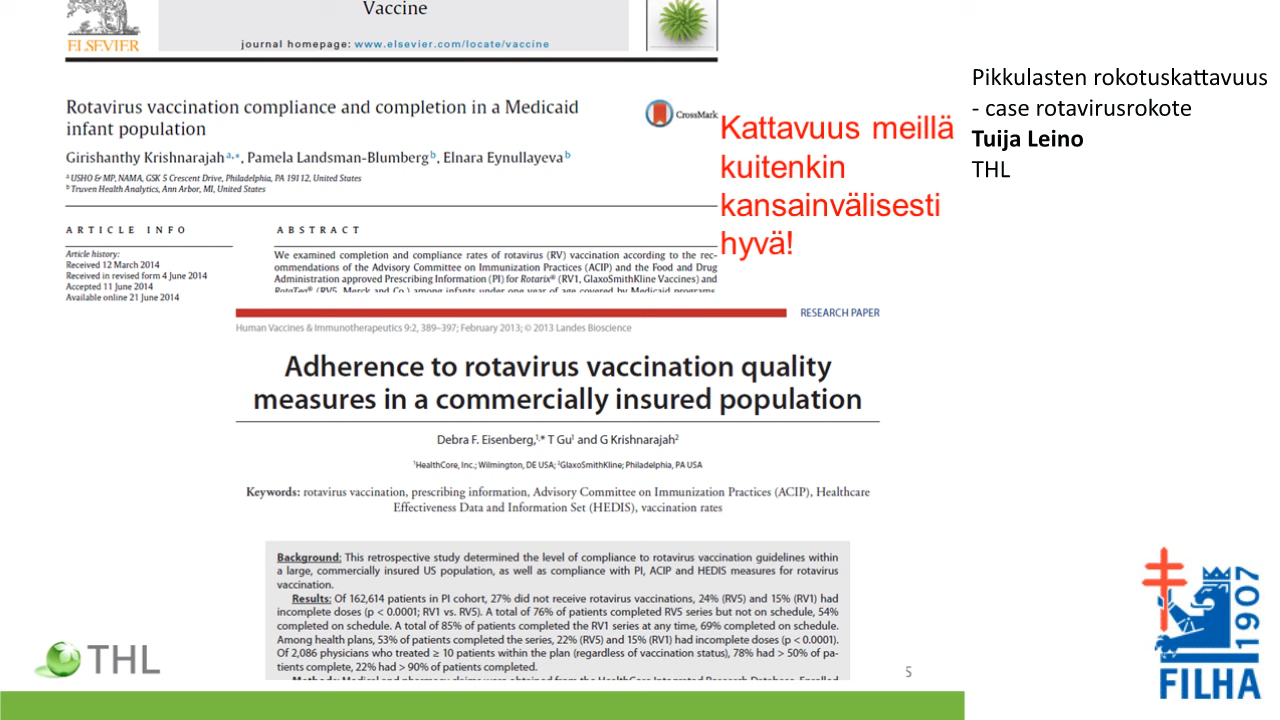 Vaccine
ELSEVIER
journal homepage: www.elsevier.com/locate/vaccine
Rotavirus vaccination compliance and completion in a Medicaid
infant population
CrossMark
Girishanthy Krishnarajah a,*, Pamela Landsman-Blumberg b, Elnara Eynullayeva b
a USHO & MP, NAMA, GSK 5 Crescent Drive, Philadelphia, PA 19112, United States
b Truven Health Analytics, Ann Arbor, MI, United States
ARTICLE INFO
Article history:
Received 12 March 2014
Received in revised form 4 June 2014
Accepted 11 June 2014
Available online 21 June 2014
ABSTRACT
We examined completion and compliance rates of rotavirus (RV) vaccination according to the rec-
ommendations of the Advisory Committee on Immunization Practices (ACIP) and the Food and Drug
Administration approved Prescribing Information (PI) for Rotarix® (RV1, GlaxoSmithKline Vaccines) and
RotaTeq® (RV5, Merck and Co.) among infants under one year of age covered by Medicaid programs.
Kattavuus meillä
kuitenkin
kansainvälisesti
hyvä!
Pikkulasten rokotuskattavuus
- case rotavirusrokote
Tuija Leino
THL
RESEARCH PAPER
Human Vaccines & Immunotherapeutics 9:2, 389–397; February 2013; © 2013 Landes Bioscience
Adherence to rotavirus vaccination quality
measures in a commercially insured population
Debra F. Eisenberg,1,* T Gu1 and G Krishnarajah2
1HealthCore, Inc.; Wilmington, DE USA; 2GlaxoSmithKline; Philadelphia, PA USA
Keywords: rotavirus vaccination, prescribing information, Advisory Committee on Immunization Practices (ACIP), Healthcare
Effectiveness Data and Information Set (HEDIS), vaccination rates
Background: This retrospective study determined the level of compliance to rotavirus vaccination guidelines within
a large, commercially insured US population, as well as compliance with PI, ACIP and HEDIS measures for rotavirus
vaccination.
Results: Of 162,614 patients in PI cohort, 27% did not receive rotavirus vaccinations, 24% (RV5) and 15% (RV1) had
incomplete doses (p < 0.0001; RV1 vs. RV5). A total of 76% of patients completed RV5 series but not on schedule, 54%
completed on schedule. A total of 85% of patients completed the RV1 series at any time, 69% completed on schedule.
Among health plans, 53% of patients completed the series, 22% (RV5) and 15% (RV1) had incomplete doses (p < 0.0001).
Of 2,086 physicians who treated ≥ 10 patients within the plan (regardless of vaccination status), 78% had > 50% of pa-
tients complete, 22% had > 90% of patients completed.
Methods: Medical and pharmacy claims were obtained from the HealthCore Integrated Research Database. Enrolled
THL
5
1907
FILHA